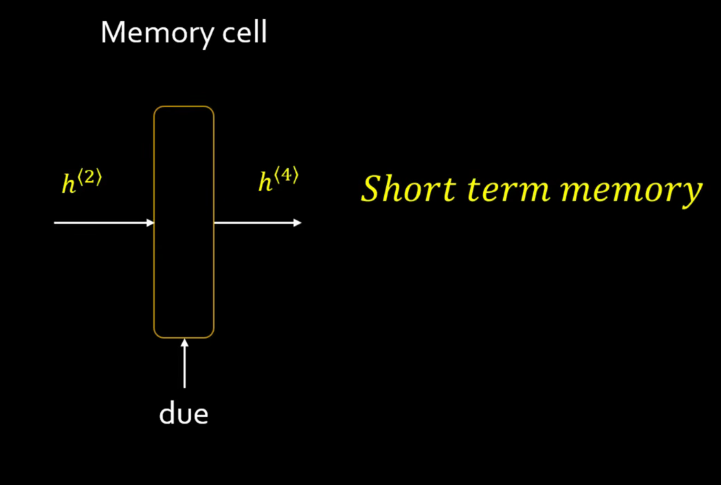 Memory cell
h⟨2⟩
h⟨4⟩
Short term memory
due